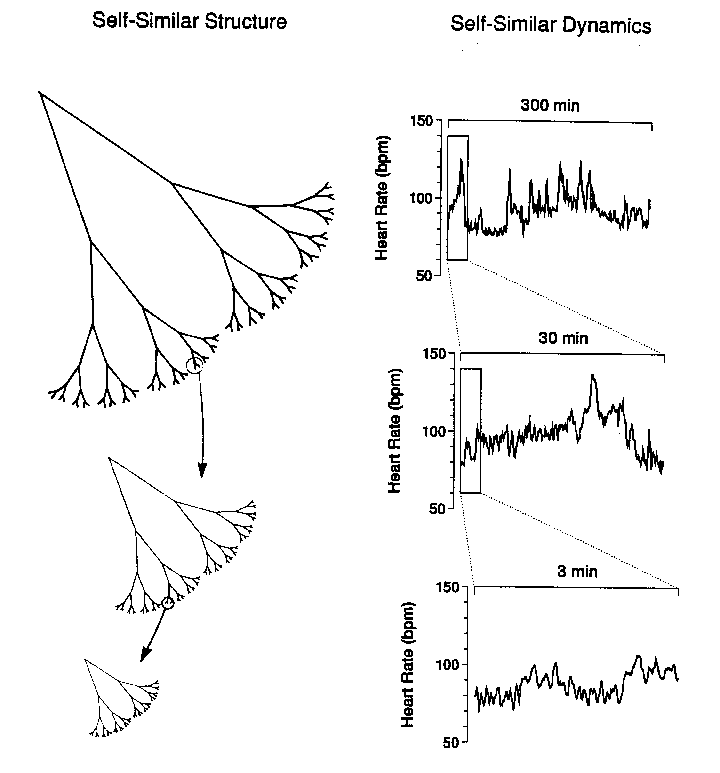 Self-Similar Structure
Self-Similar Dynamics
300 min
150
100
50
Heart Rate (bpm)
30 min
150
100
50
Heart Rate (bpm)
3 min
150
100
50
Heart Rate (bpm)